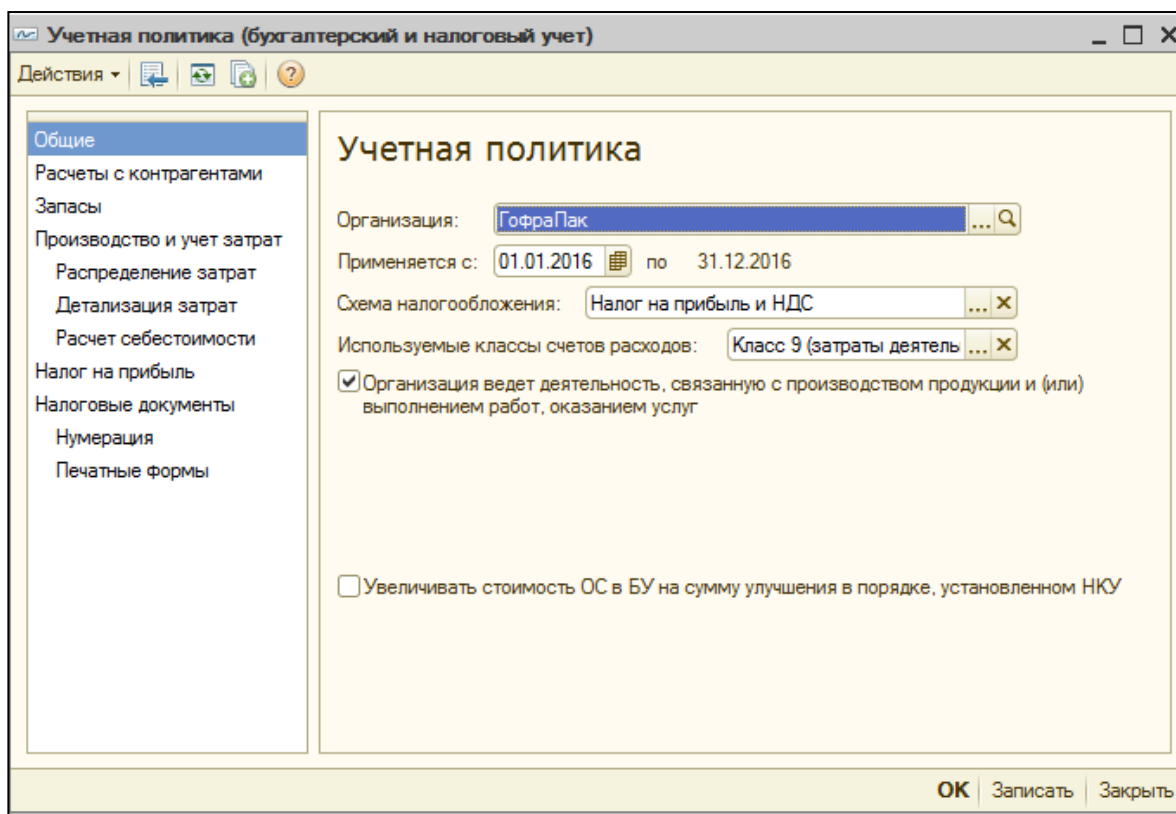 Учетная политика (бухгалтерский и налоговый учет)
Действия
Общие
Расчеты с контрагентами
Запасы
Производство и учет затрат
Распределение затрат
Детализация затрат
Расчет себестоимости
Налог на прибыль
Налоговые документы
Нумерация
Печатные формы
Учетная политика
Организация: ГофраПак ...
Применяется с: 01.01.2016 по 31.12.2016
Схема налогообложения: Налог на прибыль и НДС ...
Используемые классы счетов расходов: Класс 9 (затраты деятель ...
Организация ведет деятельность, связанную с производством продукции и (или)
выполнением работ, оказанием услуг
Увеличивать стоимость ОС в БУ на сумму улучшения в порядке, установленном НКУ
OK Записать Закрыть